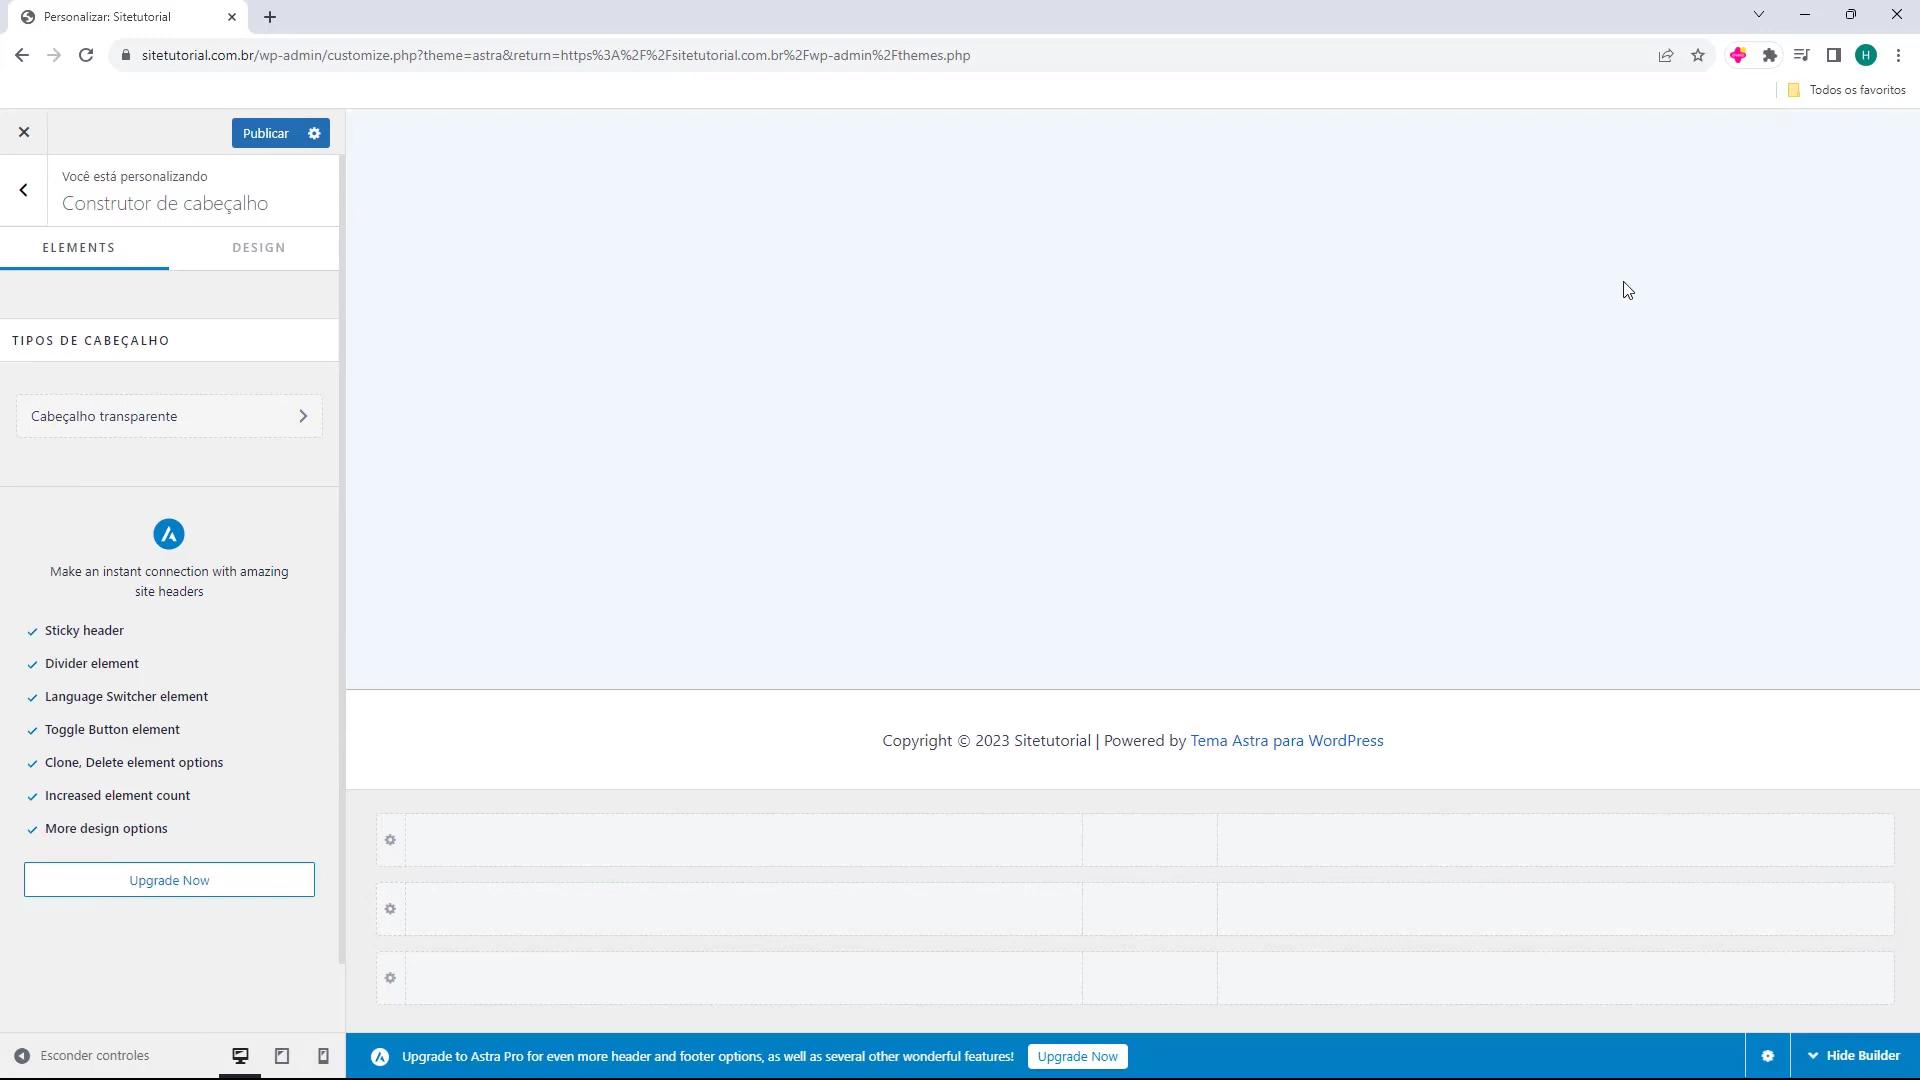 Personalizar: Sitetutorial
sitetutorial.com.br/wp-admin/customize.php?theme=astra&return=https%3A%2F%2Fsitetutorial.com.br%2Fwp-admin%2Fthemes.php
H
Todos os favoritos
Publicar
Você está personalizando
Construtor de cabeçalho
ELEMENTS
DESIGN
TIPOS DE CABEÇALHO
Cabeçalho transparente
Make an instant connection with amazing
site headers
Sticky header
Divider element
Language Switcher element
Toggle Button element
Clone, Delete element options
Increased element count
More design options
Upgrade Now
Copyright © 2023 Sitetutorial | Powered by Tema Astra para WordPress
Esconder controles
Upgrade to Astra Pro for even more header and footer options, as well as several other wonderful features!
Upgrade Now
Hide Builder